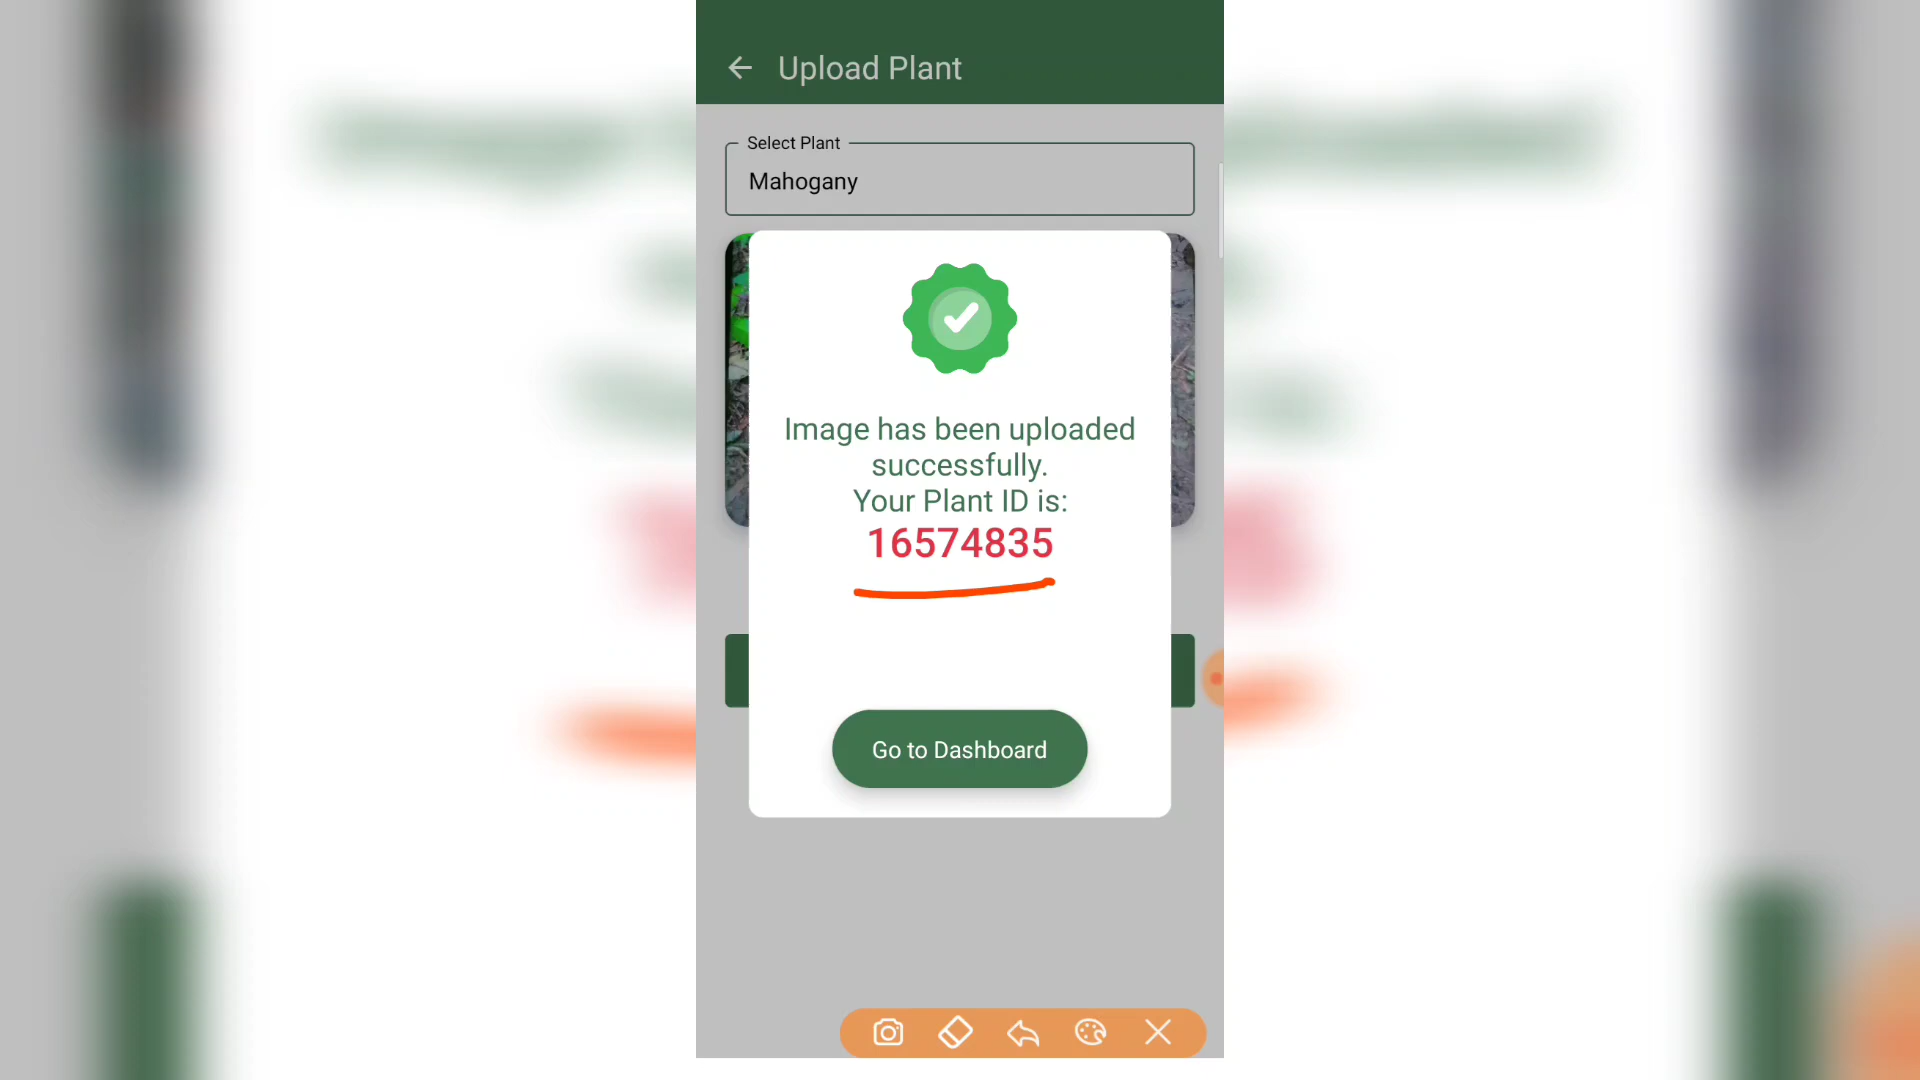 Upload Plant
Select Plant
Mahogany
Image has been uploaded
successfully.
Your Plant ID is:
16574835
Go to Dashboard